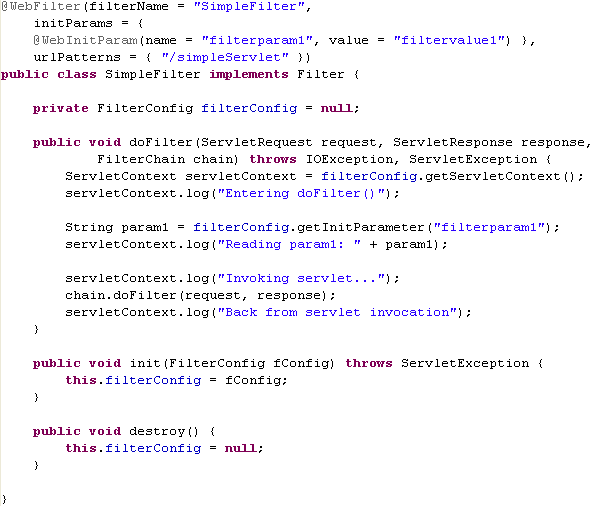 @WebFilter(filterName = "SimpleFilter",
    initParams = {
    @WebInitParam(name = "filterparam1", value = "filtervalue1") },
    urlPatterns = { "/simpleServlet" })
public class SimpleFilter implements Filter {

    private FilterConfig filterConfig = null;

    public void doFilter(ServletRequest request, ServletResponse response,
            FilterChain chain) throws IOException, ServletException {
        ServletContext servletContext = filterConfig.getServletContext();
        servletContext.log("Entering doFilter()");

        String param1 = filterConfig.getInitParameter("filterparam1");
        servletContext.log("Reading param1: " + param1);

        servletContext.log("Invoking servlet...");
        chain.doFilter(request, response);
        servletContext.log("Back from servlet invocation");
    }

    public void init(FilterConfig fConfig) throws ServletException {
        this.filterConfig = fConfig;
    }

    public void destroy() {
        this.filterConfig = null;
    }

}